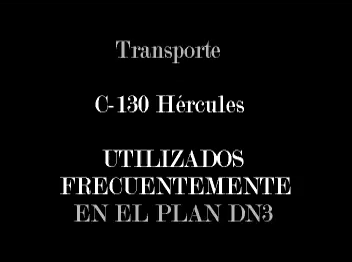 Transporte
C-130 Hércules
UTILIZADOS
FRECUENTEMENTE
EN EL PLAN DN3